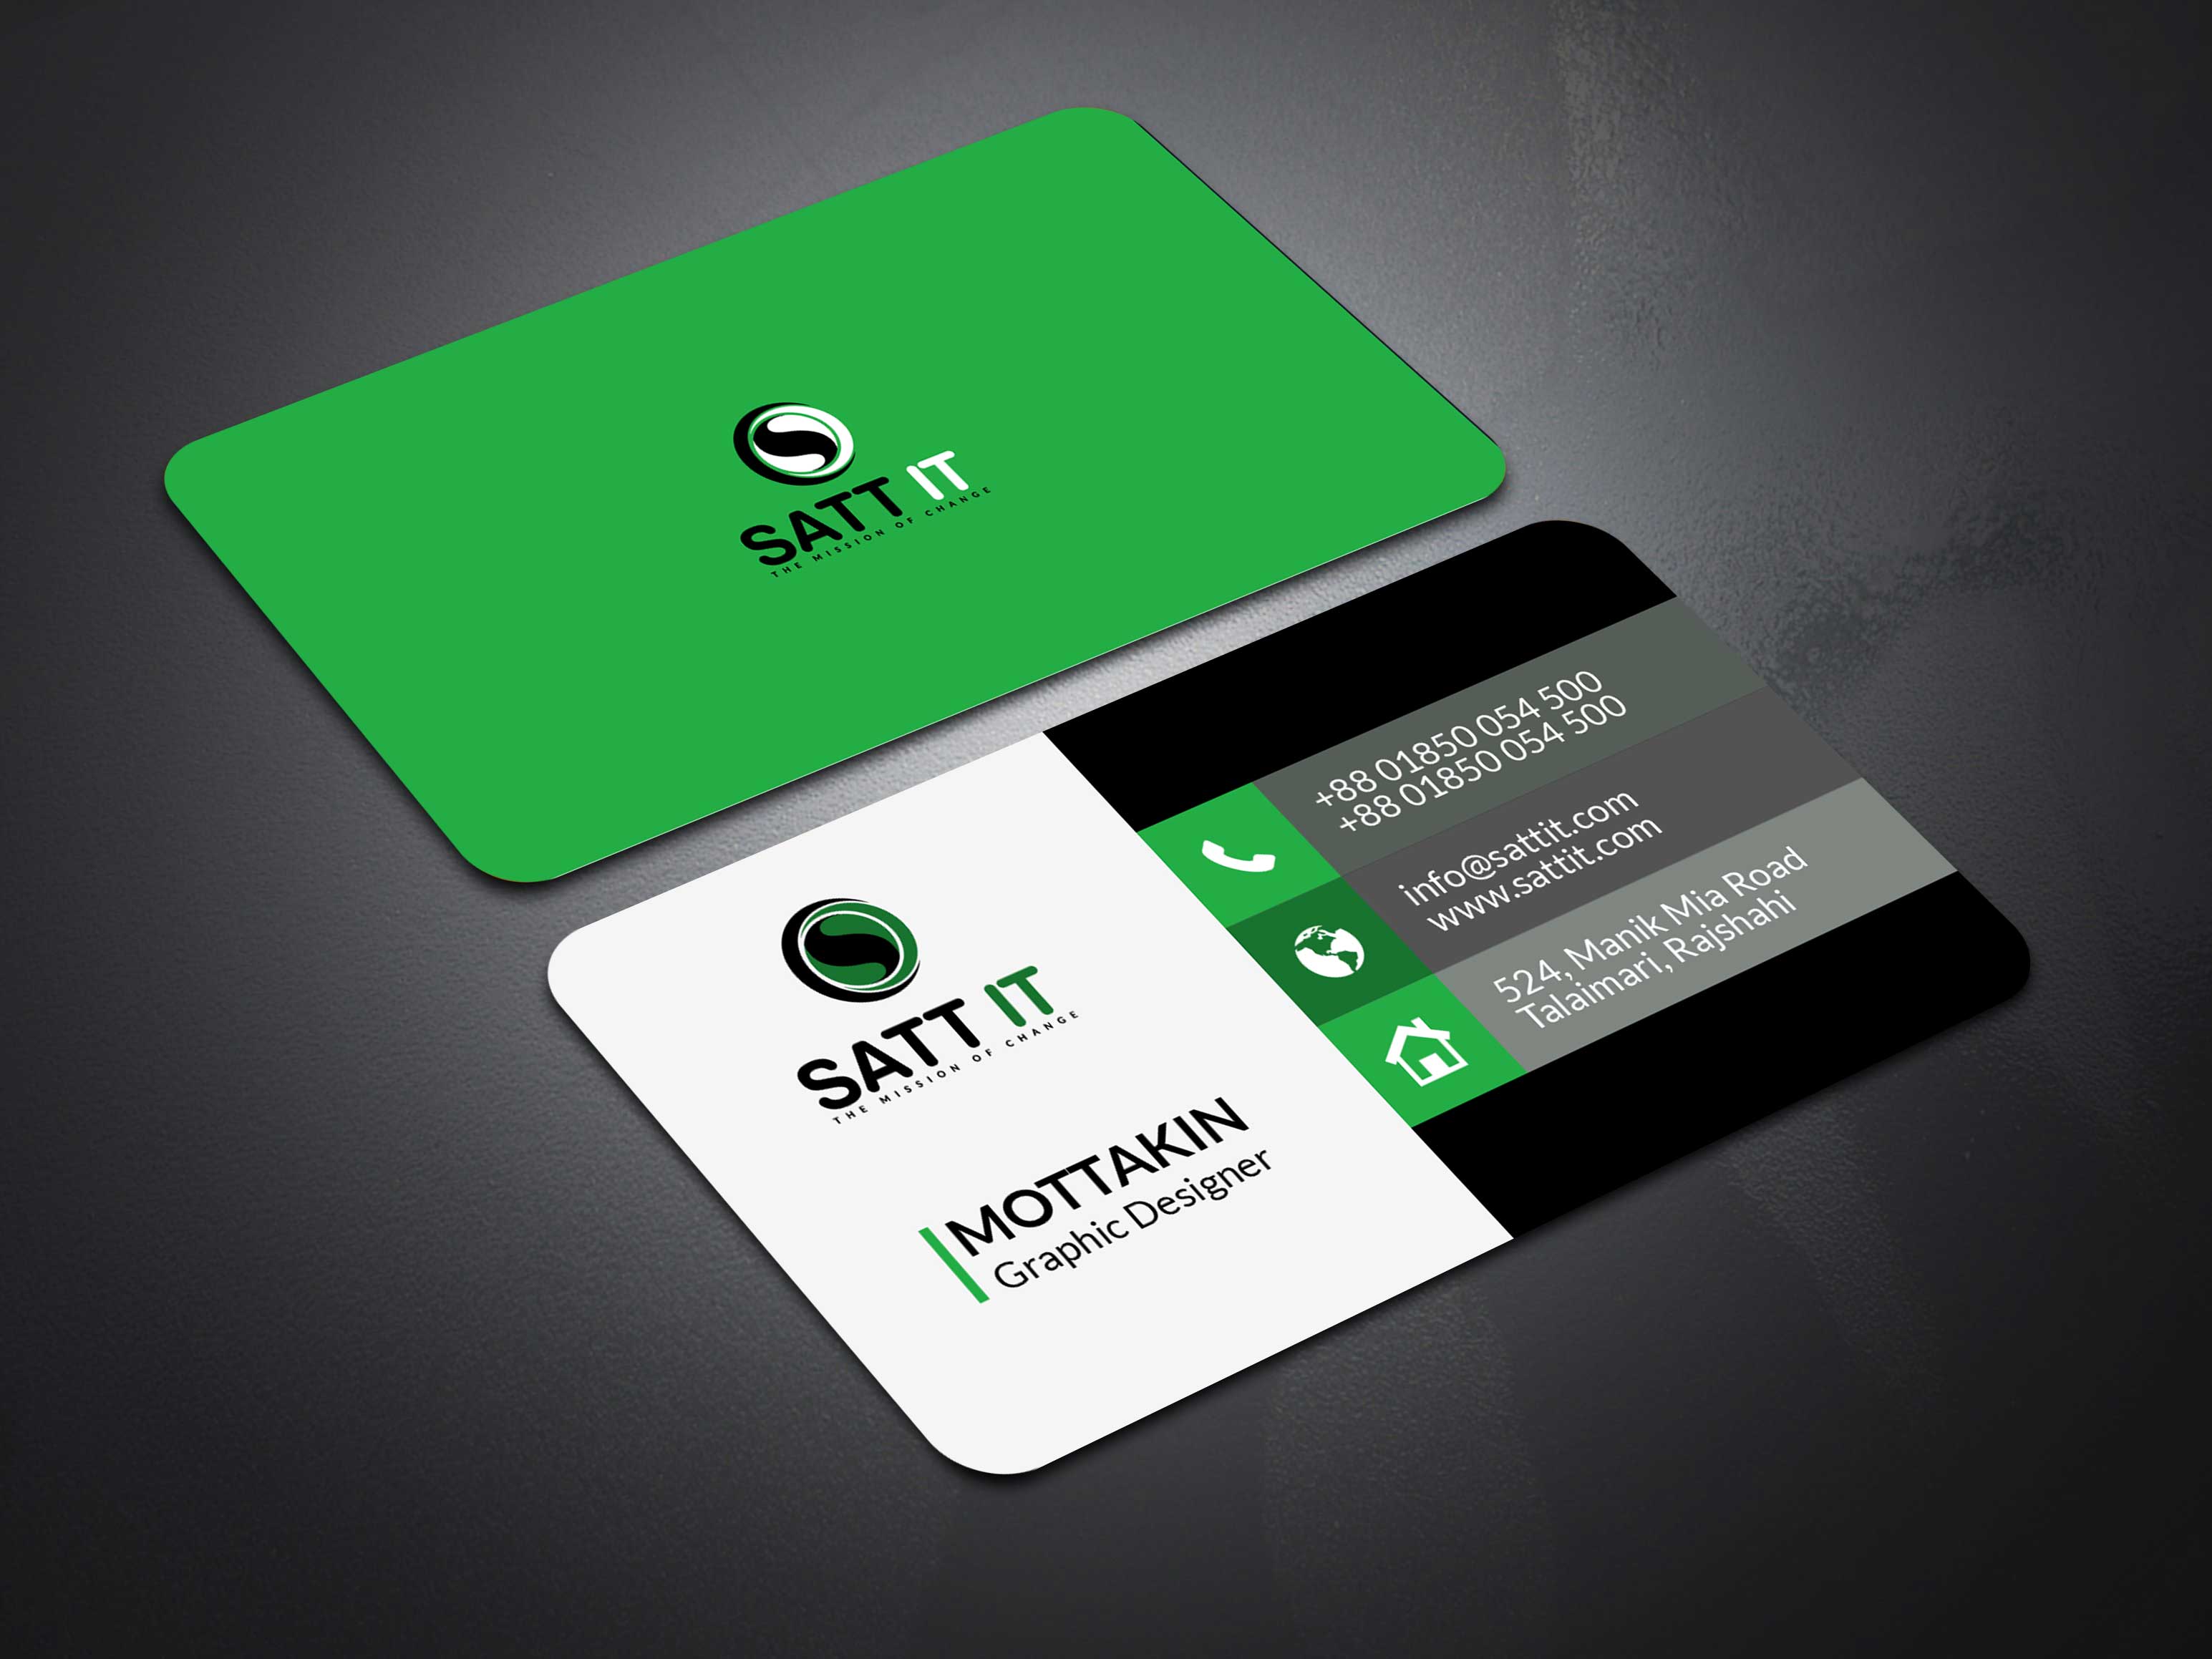 SATT IT
THE MISSION OF CHANGE
SATT IT
THE MISSION OF CHANGE
MOTTAKIN
Graphic Designer
+88 01850 054 500
+88 01850 054 500
info@sattit.com
www.sattit.com
524, Manik Mia Road
Talaimari, Rajshahi